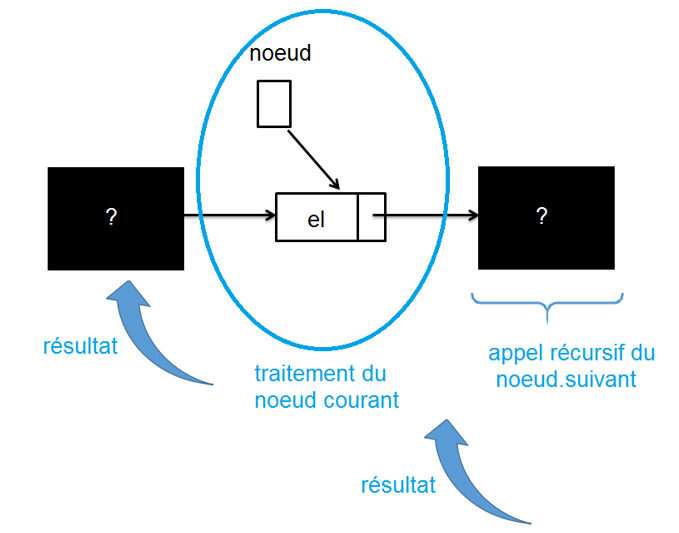 noeud
?
el
?
résultat
traitement du
noeud courant
appel récursif du
noeud.suivant
résultat